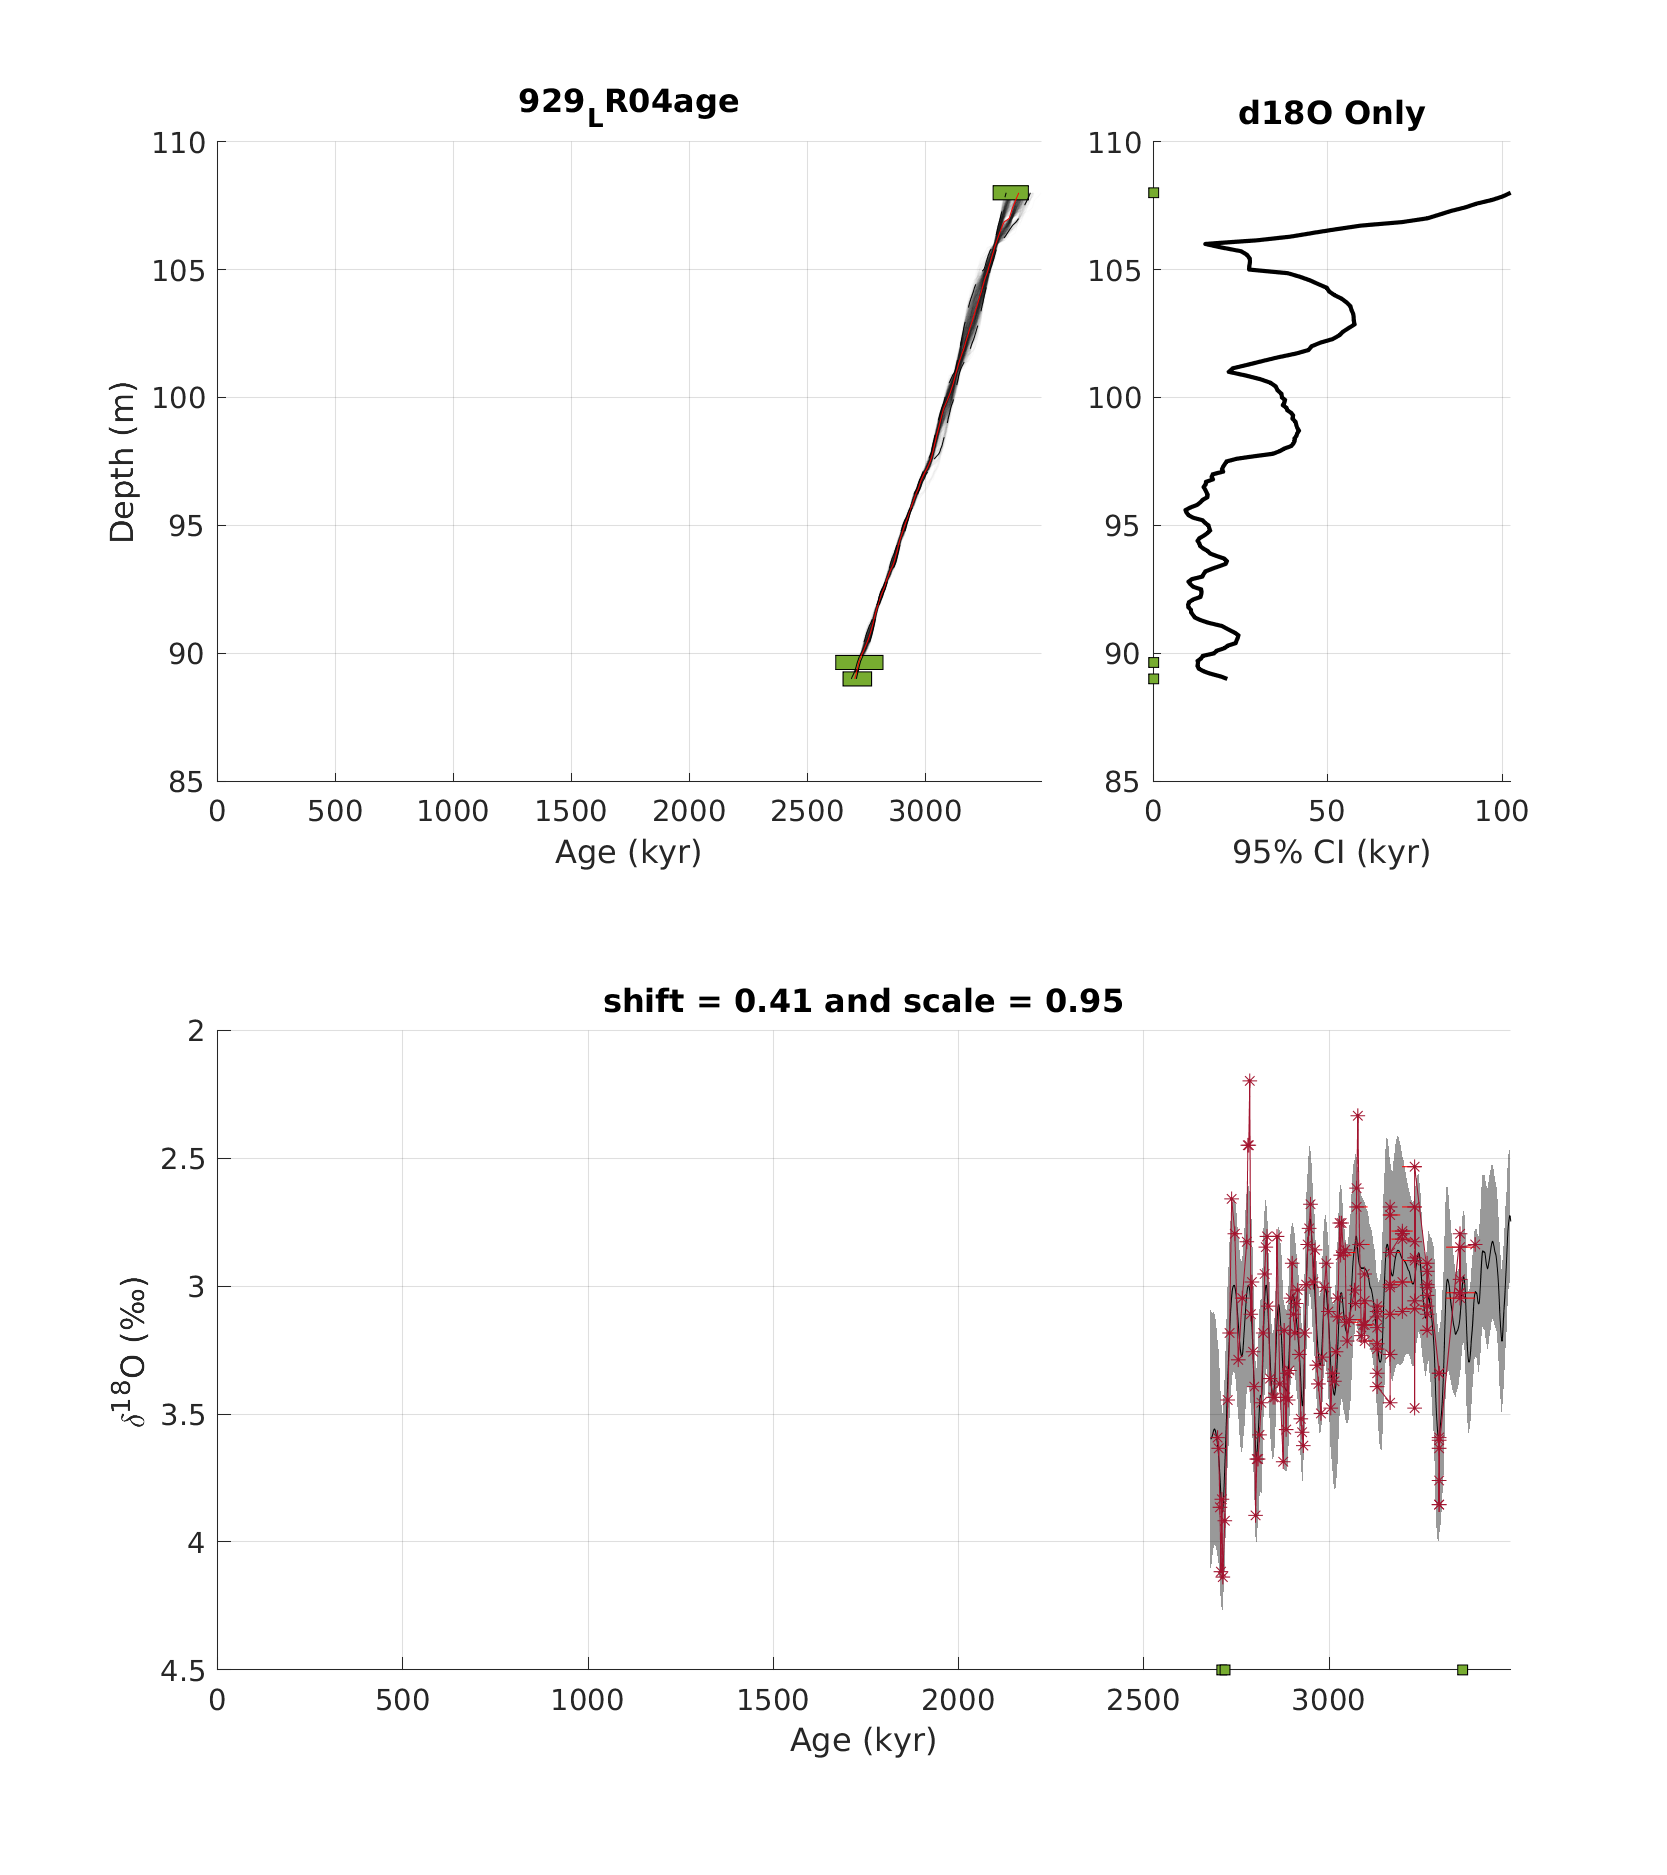 929_LR04age
d18O Only
110
105
100
95
90
85
Depth (m)
0 500 1000 1500 2000 2500 3000
Age (kyr)
110
105
100
95
90
85
0 50 100
95% CI (kyr)
shift = 0.41 and scale = 0.95
2
2.5
3
3.5
4
4.5
δ¹⁸O (‰)
0 500 1000 1500 2000 2500 3000
Age (kyr)